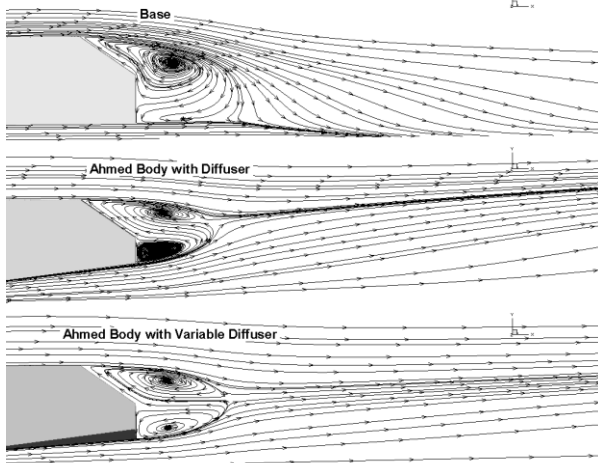 Base
Ahmed Body with Diffuser
Ahmed Body with Variable Diffuser